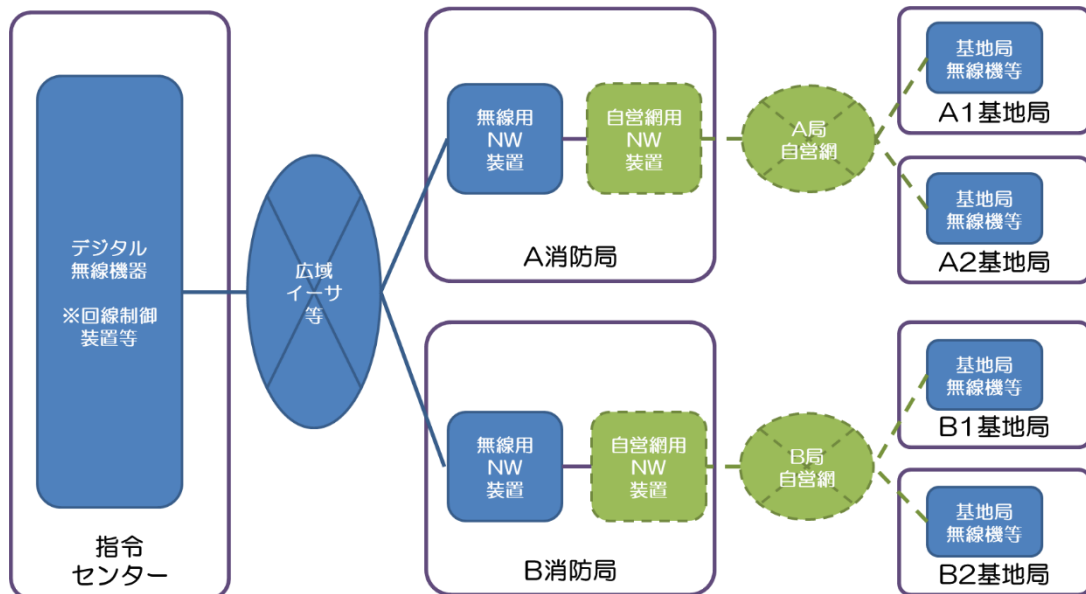 デジタル
無線機器
※回線制御
装置等
指令
センター
広域
イーサ
等
無線用
NW
装置
自営網用
NW
装置
A消防局
A局
自営網
基地局
無線機等
A1基地局
基地局
無線機等
A2基地局
無線用
NW
装置
自営網用
NW
装置
B消防局
B局
自営網
基地局
無線機等
B1基地局
基地局
無線機等
B2基地局